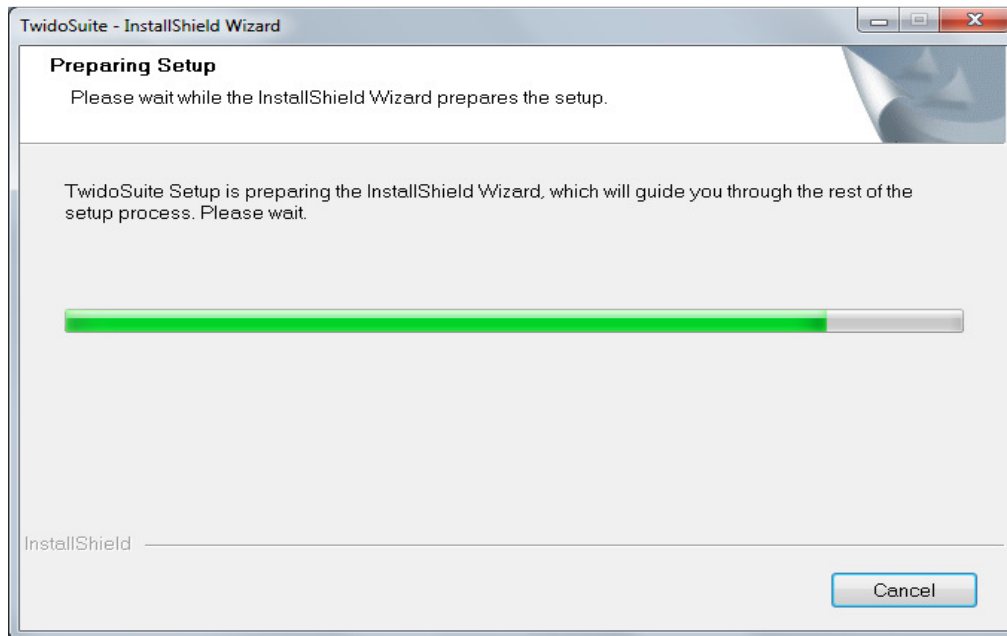 TwidoSuite - InstallShield Wizard
Preparing Setup
Please wait while the InstallShield Wizard prepares the setup.
TwidoSuite Setup is preparing the InstallShield Wizard, which will guide you through the rest of the
setup process. Please wait.
InstallShield
Cancel